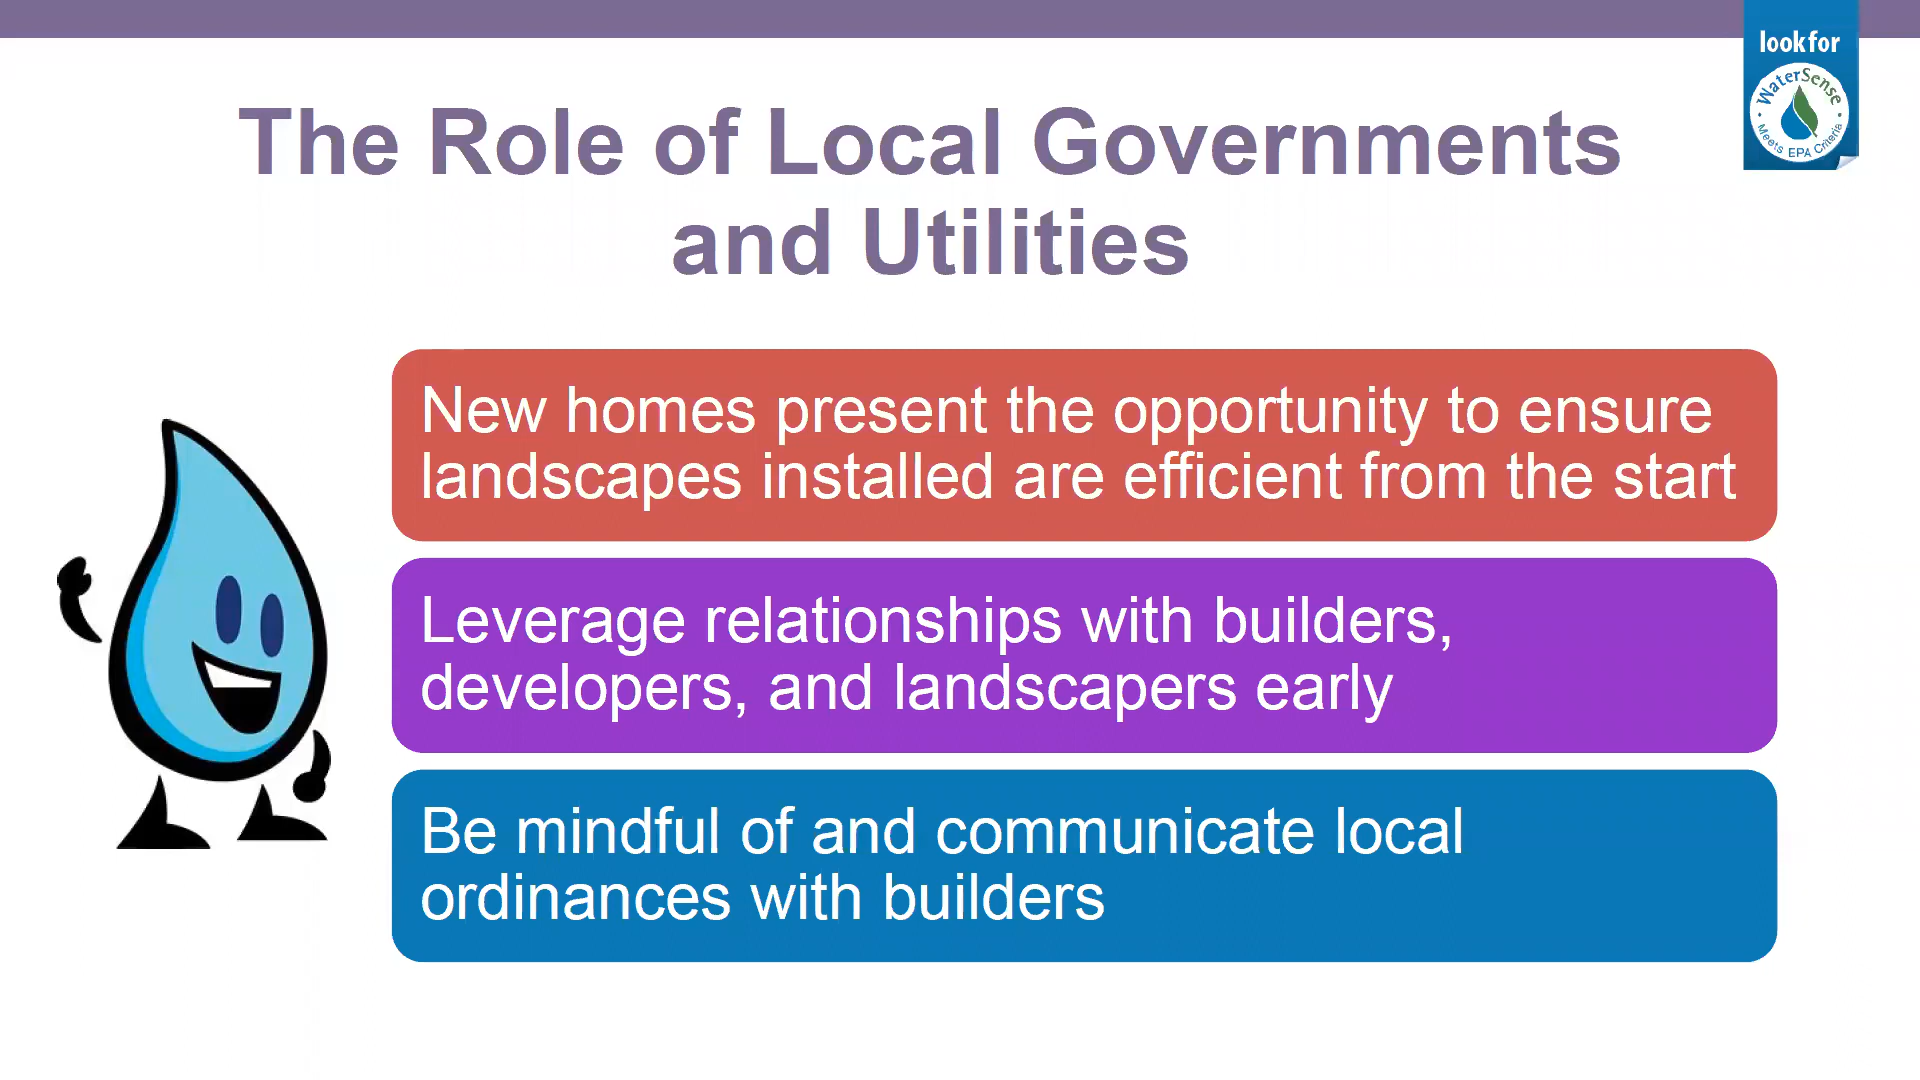 look for
WaterSense
Meets EPA Criteria
The Role of Local Governments
and Utilities
New homes present the opportunity to ensure
landscapes installed are efficient from the start
Leverage relationships with builders,
developers, and landscapers early
Be mindful of and communicate local
ordinances with builders